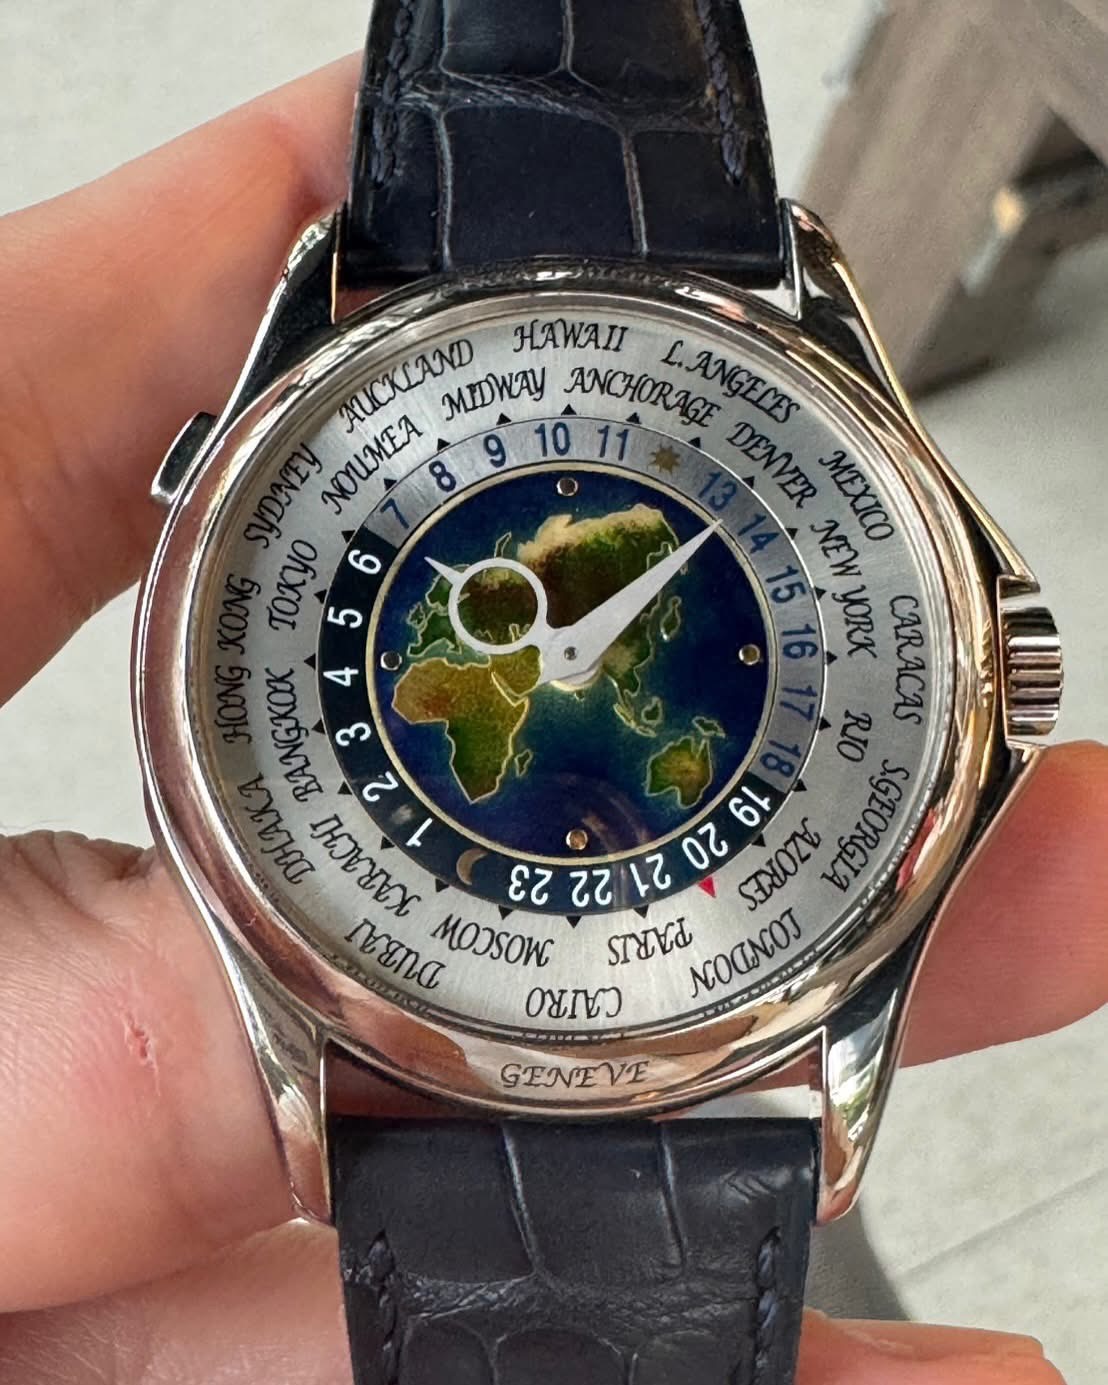 HAWAII
L.ANGELES
MEXICO
CARACAS
S.GEORGIA
LONDON
CAIRO
DUBAI
DHAKA
HONG KONG
SYDNEY
AUCKLAND
MIDWAY
ANCHORAGE
DENVER
NEW YORK
RIO
AZORES
PARIS
MOSCOW
KARACHI
BANGKOK
TOKYO
NOUMEA
10
11
13
14
15
16
17
18
19
20
21
22
23
1
2
3
4
5
6
7
8
9
GENEVE